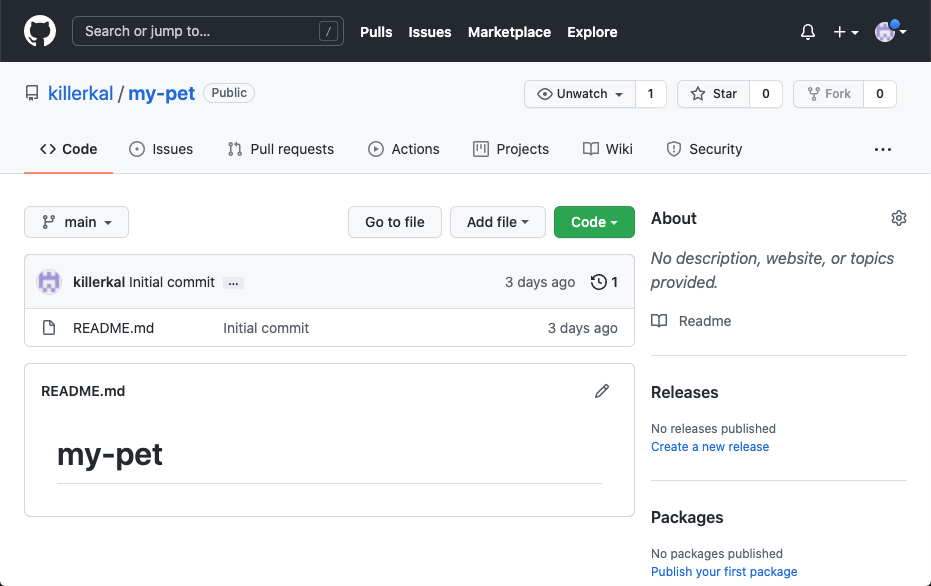 Search or jump to... /
Pulls Issues Marketplace Explore
killerkal / my-pet Public
Unwatch 1 Star 0 Fork 0
Code Issues Pull requests Actions Projects Wiki Security ...
main Go to file Add file Code
killerkal Initial commit ... 3 days ago 1
README.md Initial commit 3 days ago
README.md
my-pet
About
No description, website, or topics
provided.
Readme
Releases
No releases published
Create a new release
Packages
No packages published
Publish your first package